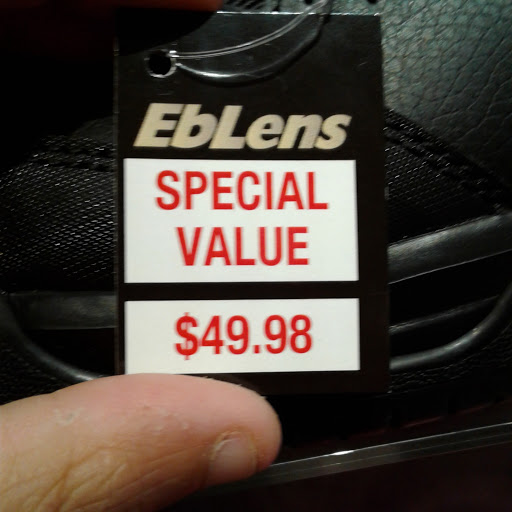 EbLens
SPECIAL
VALUE
$49.98